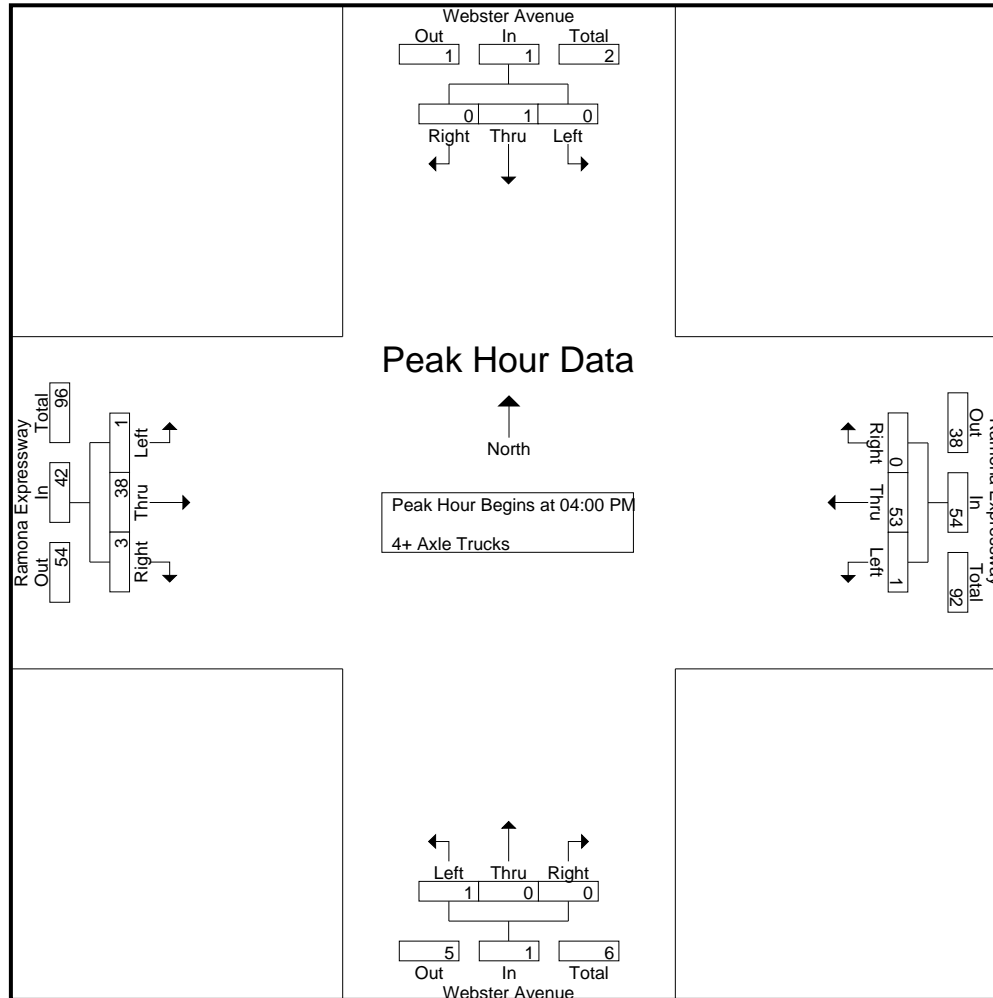 Webster Avenue
Out In Total
1 1 2
0 1 0
Right Thru Left
Peak Hour Data
North
Peak Hour Begins at 04:00 PM
4+ Axle Trucks
Ramona Expressway
Total In Out
96 42 54
1 38 3
Left Thru Right
Ramona Expressway
Out In Total
38 54 92
0 53 1
Right Thru Left
Left Thru Right
1 0 0
5 1 6
Out In Total
Webster Avenue